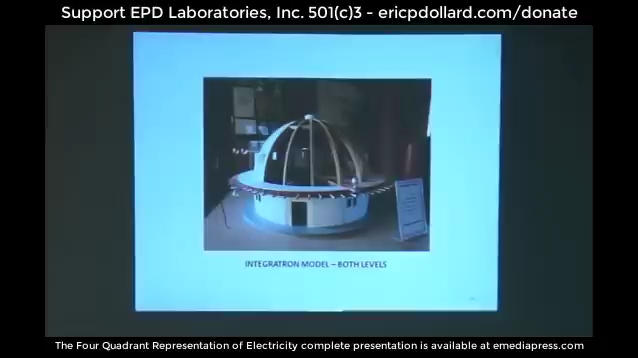 Support EPD Laboratories, Inc. 501(c)3 - ericpdollard.com/donate
INTEGRATRON MODEL – BOTH LEVELS
The Four Quadrant Representation of Electricity complete presentation is available at emediapress.com